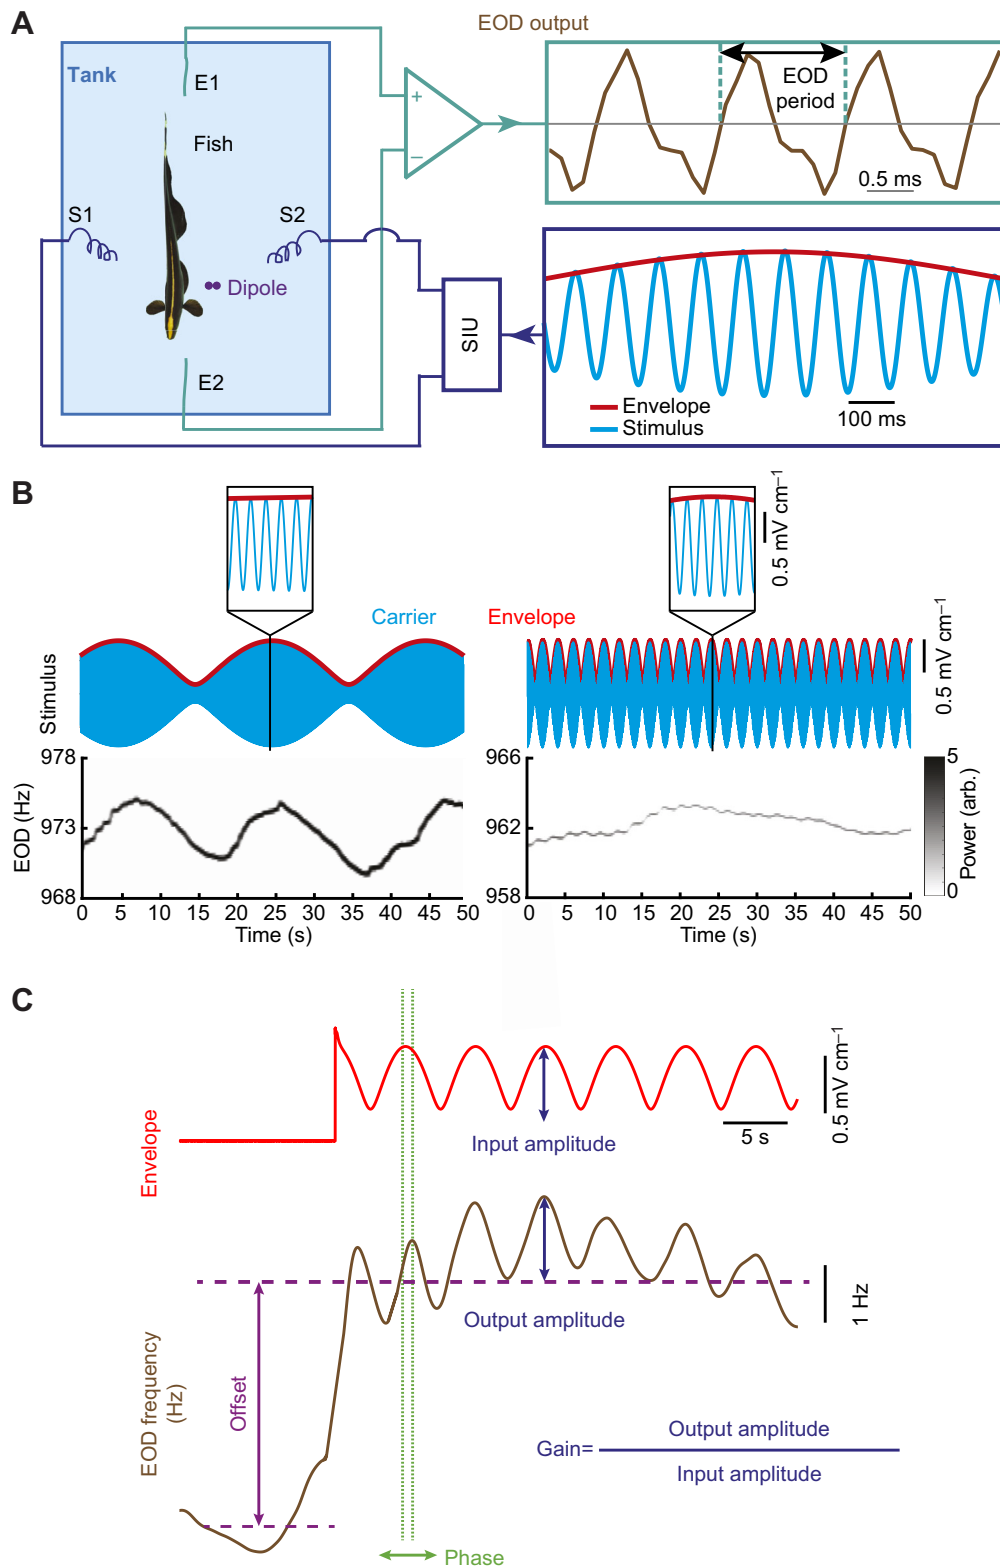 A
EOD output
Tank
E1
Fish
S1
S2
Dipole
E2
+
−
EOD
period
0.5 ms
SIU
Envelope
Stimulus
100 ms
B
0.5 mV cm−1
Carrier
Envelope
Stimulus
0.5 mV cm−1
EOD (Hz)
978
973
968
0 5 10 15 20 25 30 35 40 45 50
Time (s)
966
962
958
0 5 10 15 20 25 30 35 40 45 50
Time (s)
5
0
Power (arb.)
C
Envelope
Input amplitude
5 s
0.5 mV cm−1
EOD frequency
(Hz)
Offset
Output amplitude
1 Hz
Gain=
Output amplitude
Input amplitude
Phase